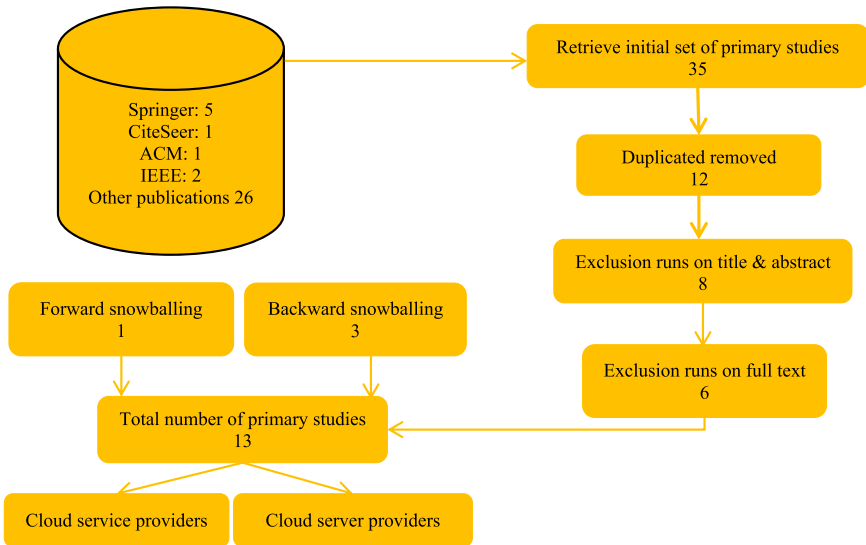 Springer: 5
CiteSeer: 1
ACM: 1
IEEE: 2
Other publications 26
Retrieve initial set of primary studies
35
Duplicated removed
12
Exclusion runs on title & abstract
8
Exclusion runs on full text
6
Forward snowballing
1
Backward snowballing
3
Total number of primary studies
13
Cloud service providers
Cloud server providers